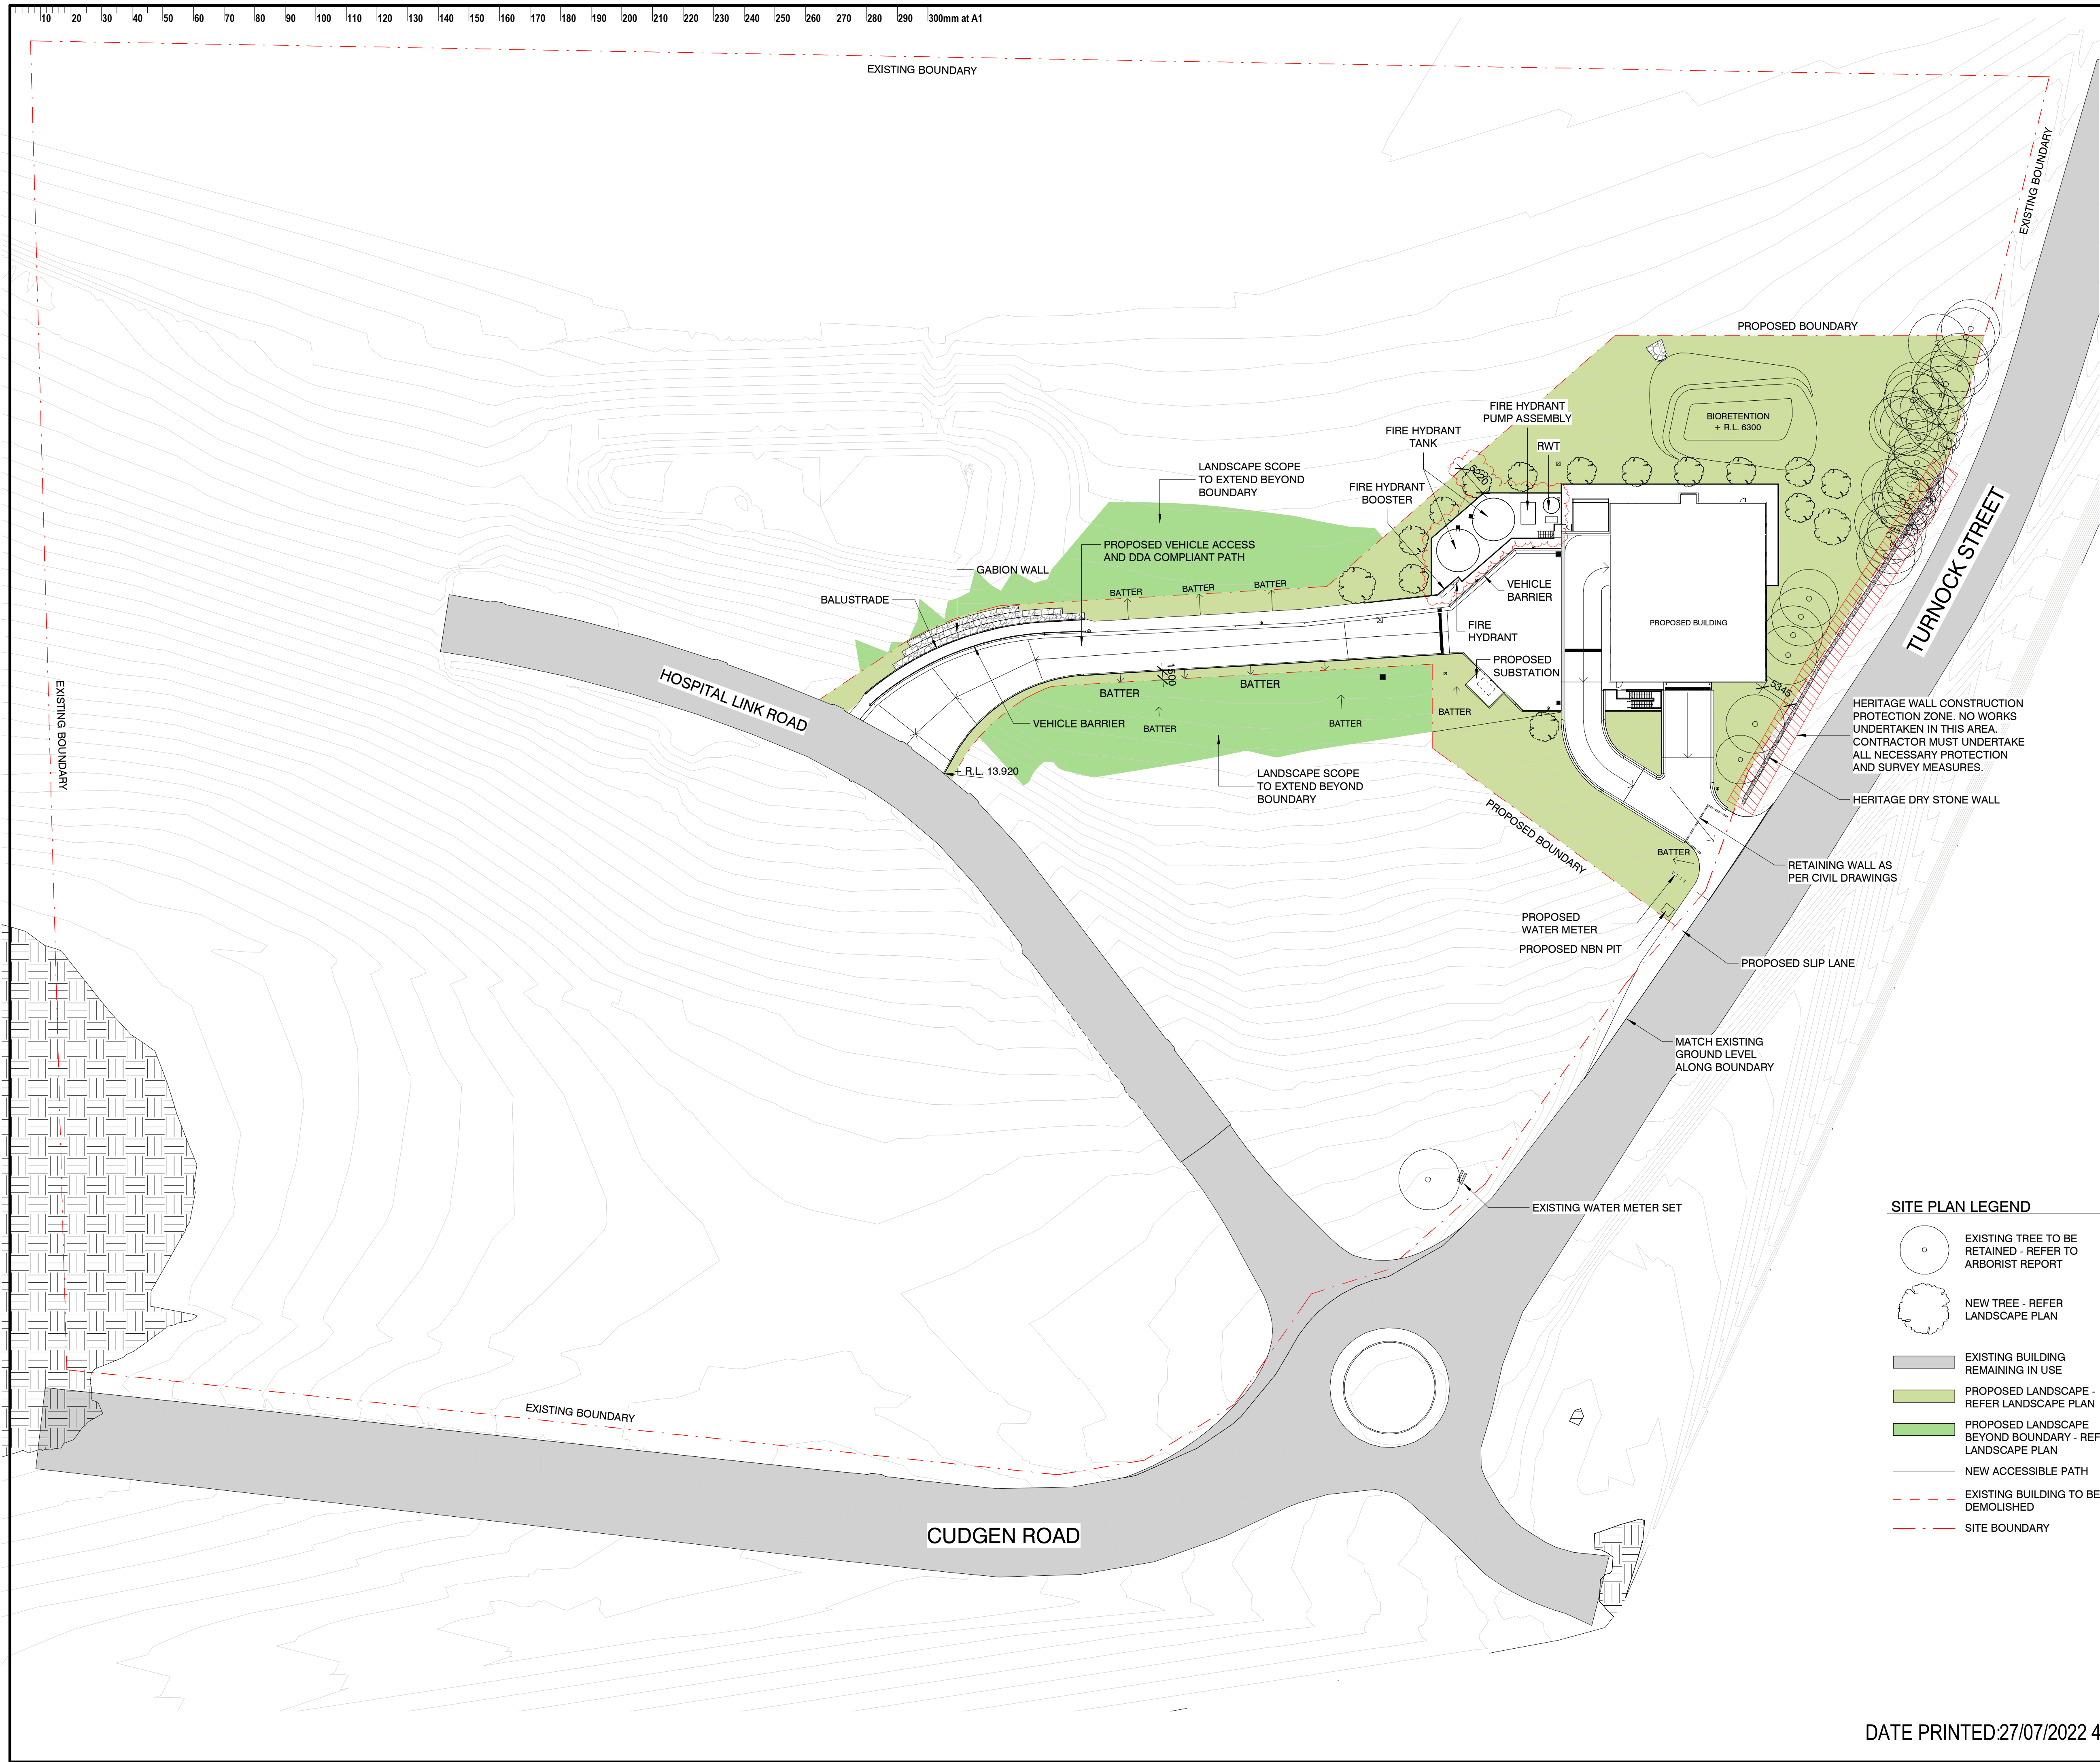 10 20 30 40 50 60 70 80 90 100 110 120 130 140 150 160 170 180 190 200 210 220 230 240 250 260 270 280 290 300mm at A1
EXISTING BOUNDARY
EXISTING BOUNDARY
PROPOSED BOUNDARY
FIRE HYDRANT
PUMP ASSEMBLY
BIORETENTION
+ R.L. 6300
FIRE HYDRANT
TANK
RWT
LANDSCAPE SCOPE
TO EXTEND BEYOND
BOUNDARY
5220
FIRE HYDRANT
BOOSTER
TURNOCK STREET
PROPOSED VEHICLE ACCESS
AND DDA COMPLIANT PATH
GABION WALL
BATTER
BATTER
BATTER
VEHICLE
BARRIER
BALUSTRADE
FIRE
HYDRANT
PROPOSED BUILDING
PROPOSED
SUBSTATION
HOSPITAL LINK ROAD
1500
BATTER
BATTER
5345
EXISTING BOUNDARY
VEHICLE BARRIER
BATTER
BATTER
BATTER
HERITAGE WALL CONSTRUCTION
PROTECTION ZONE. NO WORKS
UNDERTAKEN IN THIS AREA.
CONTRACTOR MUST UNDERTAKE
ALL NECESSARY PROTECTION
AND SURVEY MEASURES.
+ R.L. 13.920
LANDSCAPE SCOPE
TO EXTEND BEYOND
BOUNDARY
HERITAGE DRY STONE WALL
PROPOSED BOUNDARY
BATTER
RETAINING WALL AS
PER CIVIL DRAWINGS
PROPOSED
WATER METER
PROPOSED NBN PIT
PROPOSED SLIP LANE
MATCH EXISTING
GROUND LEVEL
ALONG BOUNDARY
EXISTING WATER METER SET
SITE PLAN LEGEND
EXISTING TREE TO BE
RETAINED - REFER TO
ARBORIST REPORT
NEW TREE - REFER
LANDSCAPE PLAN
EXISTING BUILDING
REMAINING IN USE
PROPOSED LANDSCAPE -
REFER LANDSCAPE PLAN
PROPOSED LANDSCAPE
BEYOND BOUNDARY - REF
LANDSCAPE PLAN
NEW ACCESSIBLE PATH
EXISTING BUILDING TO BE
DEMOLISHED
SITE BOUNDARY
EXISTING BOUNDARY
CUDGEN ROAD
DATE PRINTED:27/07/2022 4